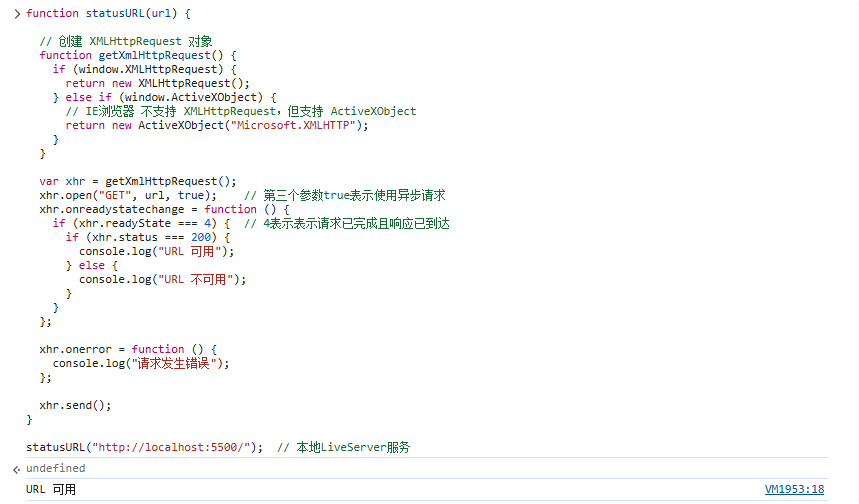 function statusURL(url) {
// 创建 XMLHttpRequest 对象
function getXmlHttpRequest() {
if (window.XMLHttpRequest) {
return new XMLHttpRequest();
} else if (window.ActiveXObject) {
// IE浏览器 不支持 XMLHttpRequest，但支持 ActiveXObject
return new ActiveXObject("Microsoft.XMLHTTP");
}
}
var xhr = getXmlHttpRequest();
xhr.open("GET", url, true);    // 第三个参数true表示使用异步请求
xhr.onreadystatechange = function () {
if (xhr.readyState === 4) {  // 4表示表示请求已完成且响应已到达
if (xhr.status === 200) {
console.log("URL 可用");
} else {
console.log("URL 不可用");
}
}
};
xhr.onerror = function () {
console.log("请求发生错误");
};
xhr.send();
}
statusURL("http://localhost:5500/");  // 本地LiveServer服务
undefined
URL 可用 VM1953:18